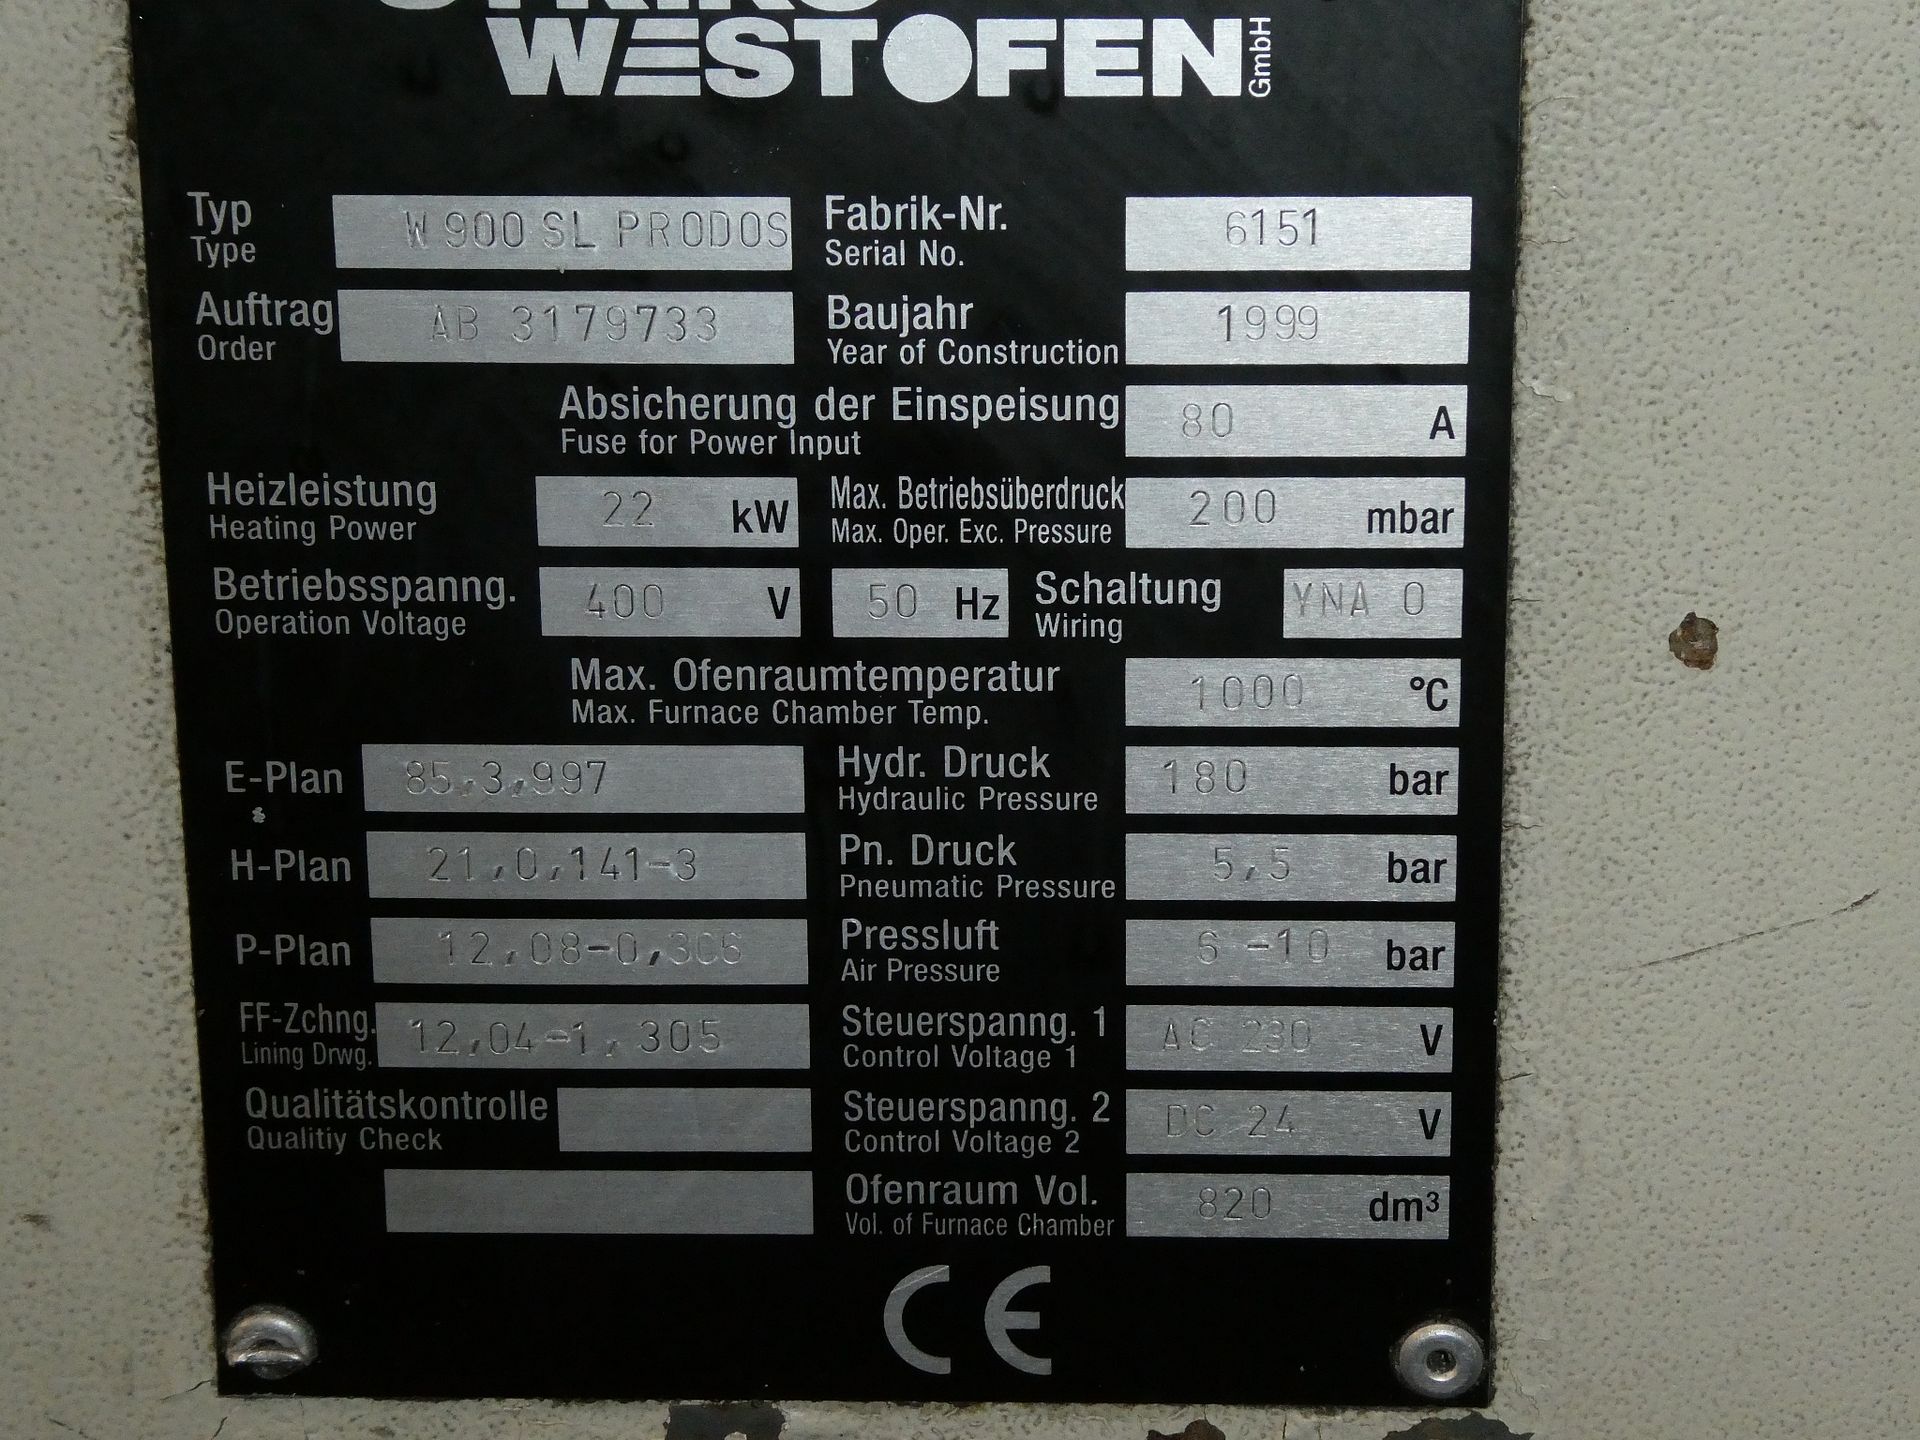 WESTOFEN GmbH
Typ W 900 SL PRODOS Fabrik-Nr. 6151
Type Serial No.
Auftrag AB 3179733 Baujahr 1999
Order Year of Construction
Absicherung der Einspeisung 80 A
Fuse for Power Input
Heizleistung 22 kW Max. Betriebsüberdruck 200 mbar
Heating Power Max. Oper. Exc. Pressure
Betriebsspanng. 400 V 50 Hz Schaltung YNA 0
Operation Voltage Wiring
Max. Ofenraumtemperatur 1000 °C
Max. Furnace Chamber Temp.
E-Plan 85,3,997 Hydr. Druck 180 bar
Hydraulic Pressure
H-Plan 21,0,141-3 Pn. Druck 5,5 bar
Pneumatic Pressure
P-Plan 12,08-0,306 Pressluft 6-10 bar
Air Pressure
FF-Zchng. 12,04-1,305 Steuerspanng. 1 AC 230 V
Lining Drwg. Control Voltage 1
Qualitätskontrolle Steuerspanng. 2 DC 24 V
Qualitiy Check Control Voltage 2
Ofenraum Vol. 820 dm³
Vol. of Furnace Chamber
CE